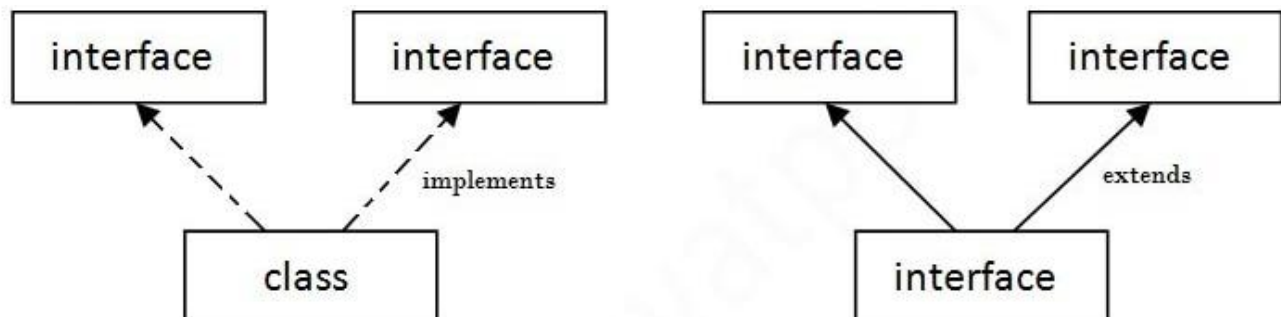 interface
interface
interface
interface
implements
extends
class
interface